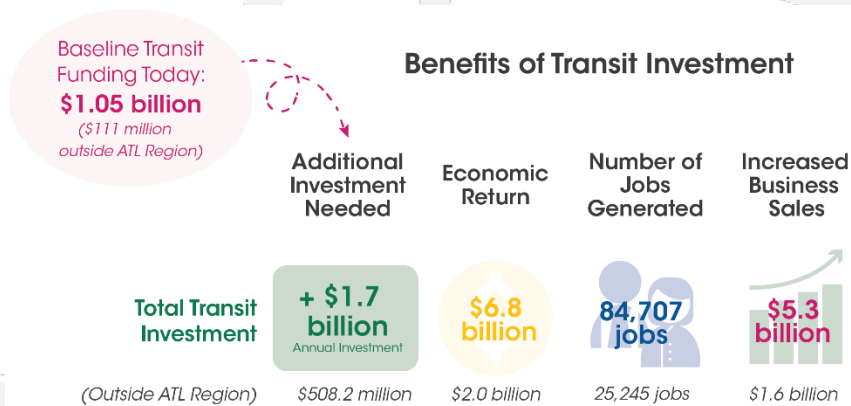 Baseline Transit
Funding Today:
$1.05 billion
($111 million
outside ATL Region)
Benefits of Transit Investment
Additional
Investment
Needed
Economic
Return
Number of
Jobs
Generated
Increased
Business
Sales
Total Transit
Investment
+ $1.7
billion
Annual Investment
$6.8
billion
84,707
jobs
$5.3
billion
(Outside ATL Region)
$508.2 million
$2.0 billion
25,245 jobs
$1.6 billion